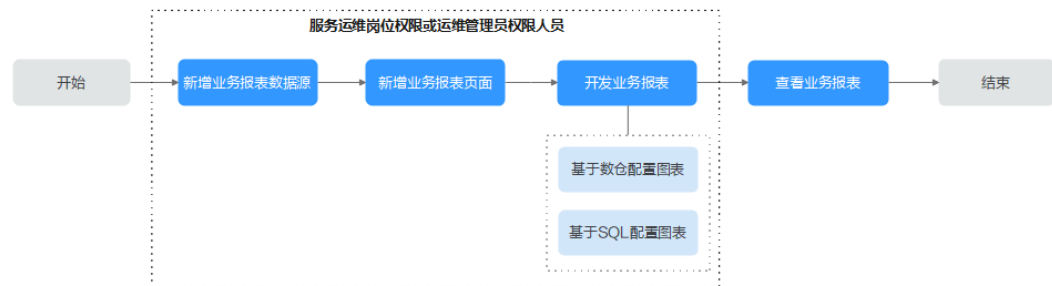 服务运维岗位权限或运维管理员权限人员
开始
新增业务报表数据源
新增业务报表页面
开发业务报表
查看业务报表
结束
基于数仓配置图表
基于SQL配置图表